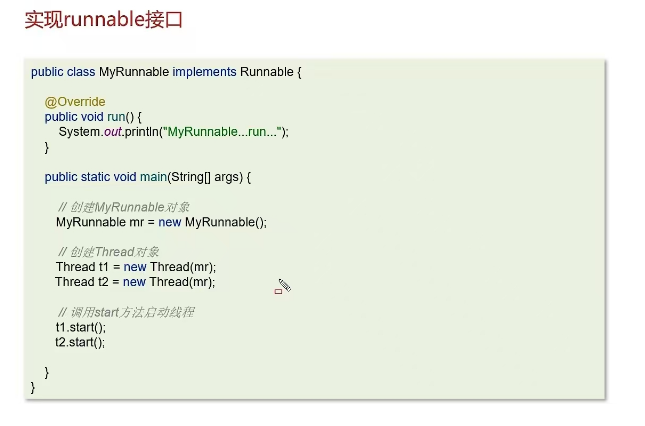 实现runnable接口
public class MyRunnable implements Runnable {
@Override
public void run() {
System.out.println("MyRunnable...run...");
}
public static void main(String[] args) {
// 创建MyRunnable对象
MyRunnable mr = new MyRunnable();
// 创建Thread对象
Thread t1 = new Thread(mr);
Thread t2 = new Thread(mr);
// 调用start方法启动线程
t1.start();
t2.start();
}
}